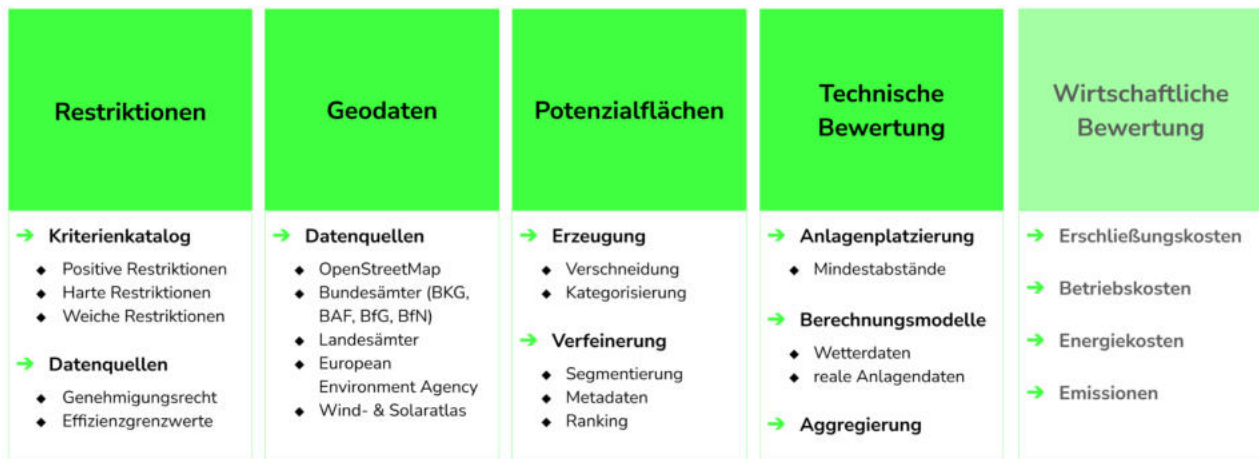 Restriktionen
Geodaten
Potenzialflächen
Technische
Bewertung
Wirtschaftliche
Bewertung
➔ Kriterienkatalog
◆ Positive Restriktionen
◆ Harte Restriktionen
◆ Weiche Restriktionen
➔ Datenquellen
◆ Genehmigungsrecht
◆ Effizienzgrenzwerte
➔ Datenquellen
◆ OpenStreetMap
◆ Bundesämter (BKG,
BAF, BfG, BfN)
◆ Landesämter
◆ European
Environment Agency
◆ Wind- & Solaratlas
➔ Erzeugung
◆ Verschneidung
◆ Kategorisierung
➔ Verfeinerung
◆ Segmentierung
◆ Metadaten
◆ Ranking
➔ Anlagenplatzierung
◆ Mindestabstände
➔ Berechnungsmodelle
◆ Wetterdaten
◆ reale Anlagendaten
➔ Aggregierung
➔ Erschließungskosten
➔ Betriebskosten
➔ Energiekosten
➔ Emissionen